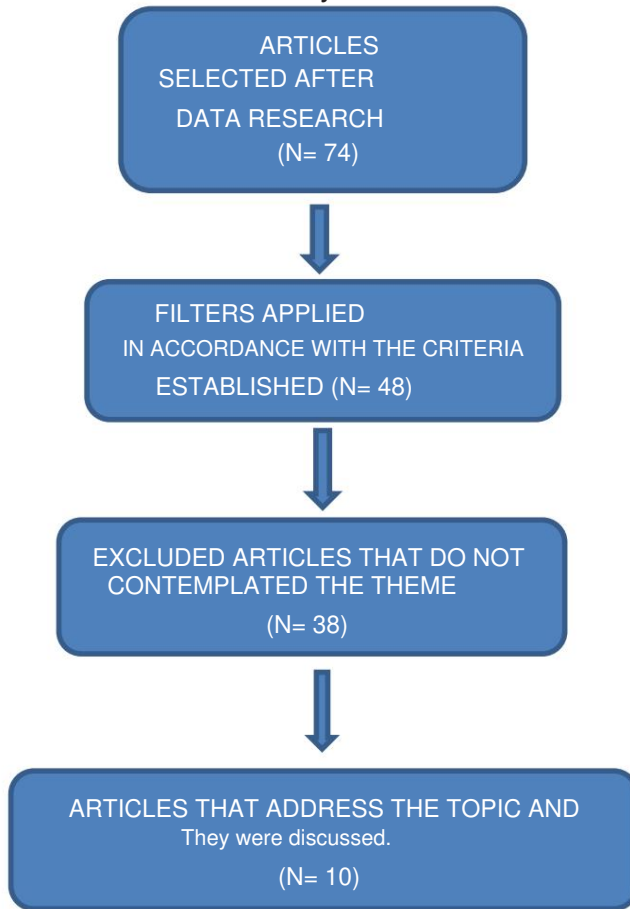 ARTICLES
SELECTED AFTER
DATA RESEARCH
(N= 74)
FILTERS APPLIED
IN ACCORDANCE WITH THE CRITERIA
ESTABLISHED (N= 48)
EXCLUDED ARTICLES THAT DO NOT
CONTEMPLATED THE THEME
(N= 38)
ARTICLES THAT ADDRESS THE TOPIC AND
They were discussed.
(N= 10)